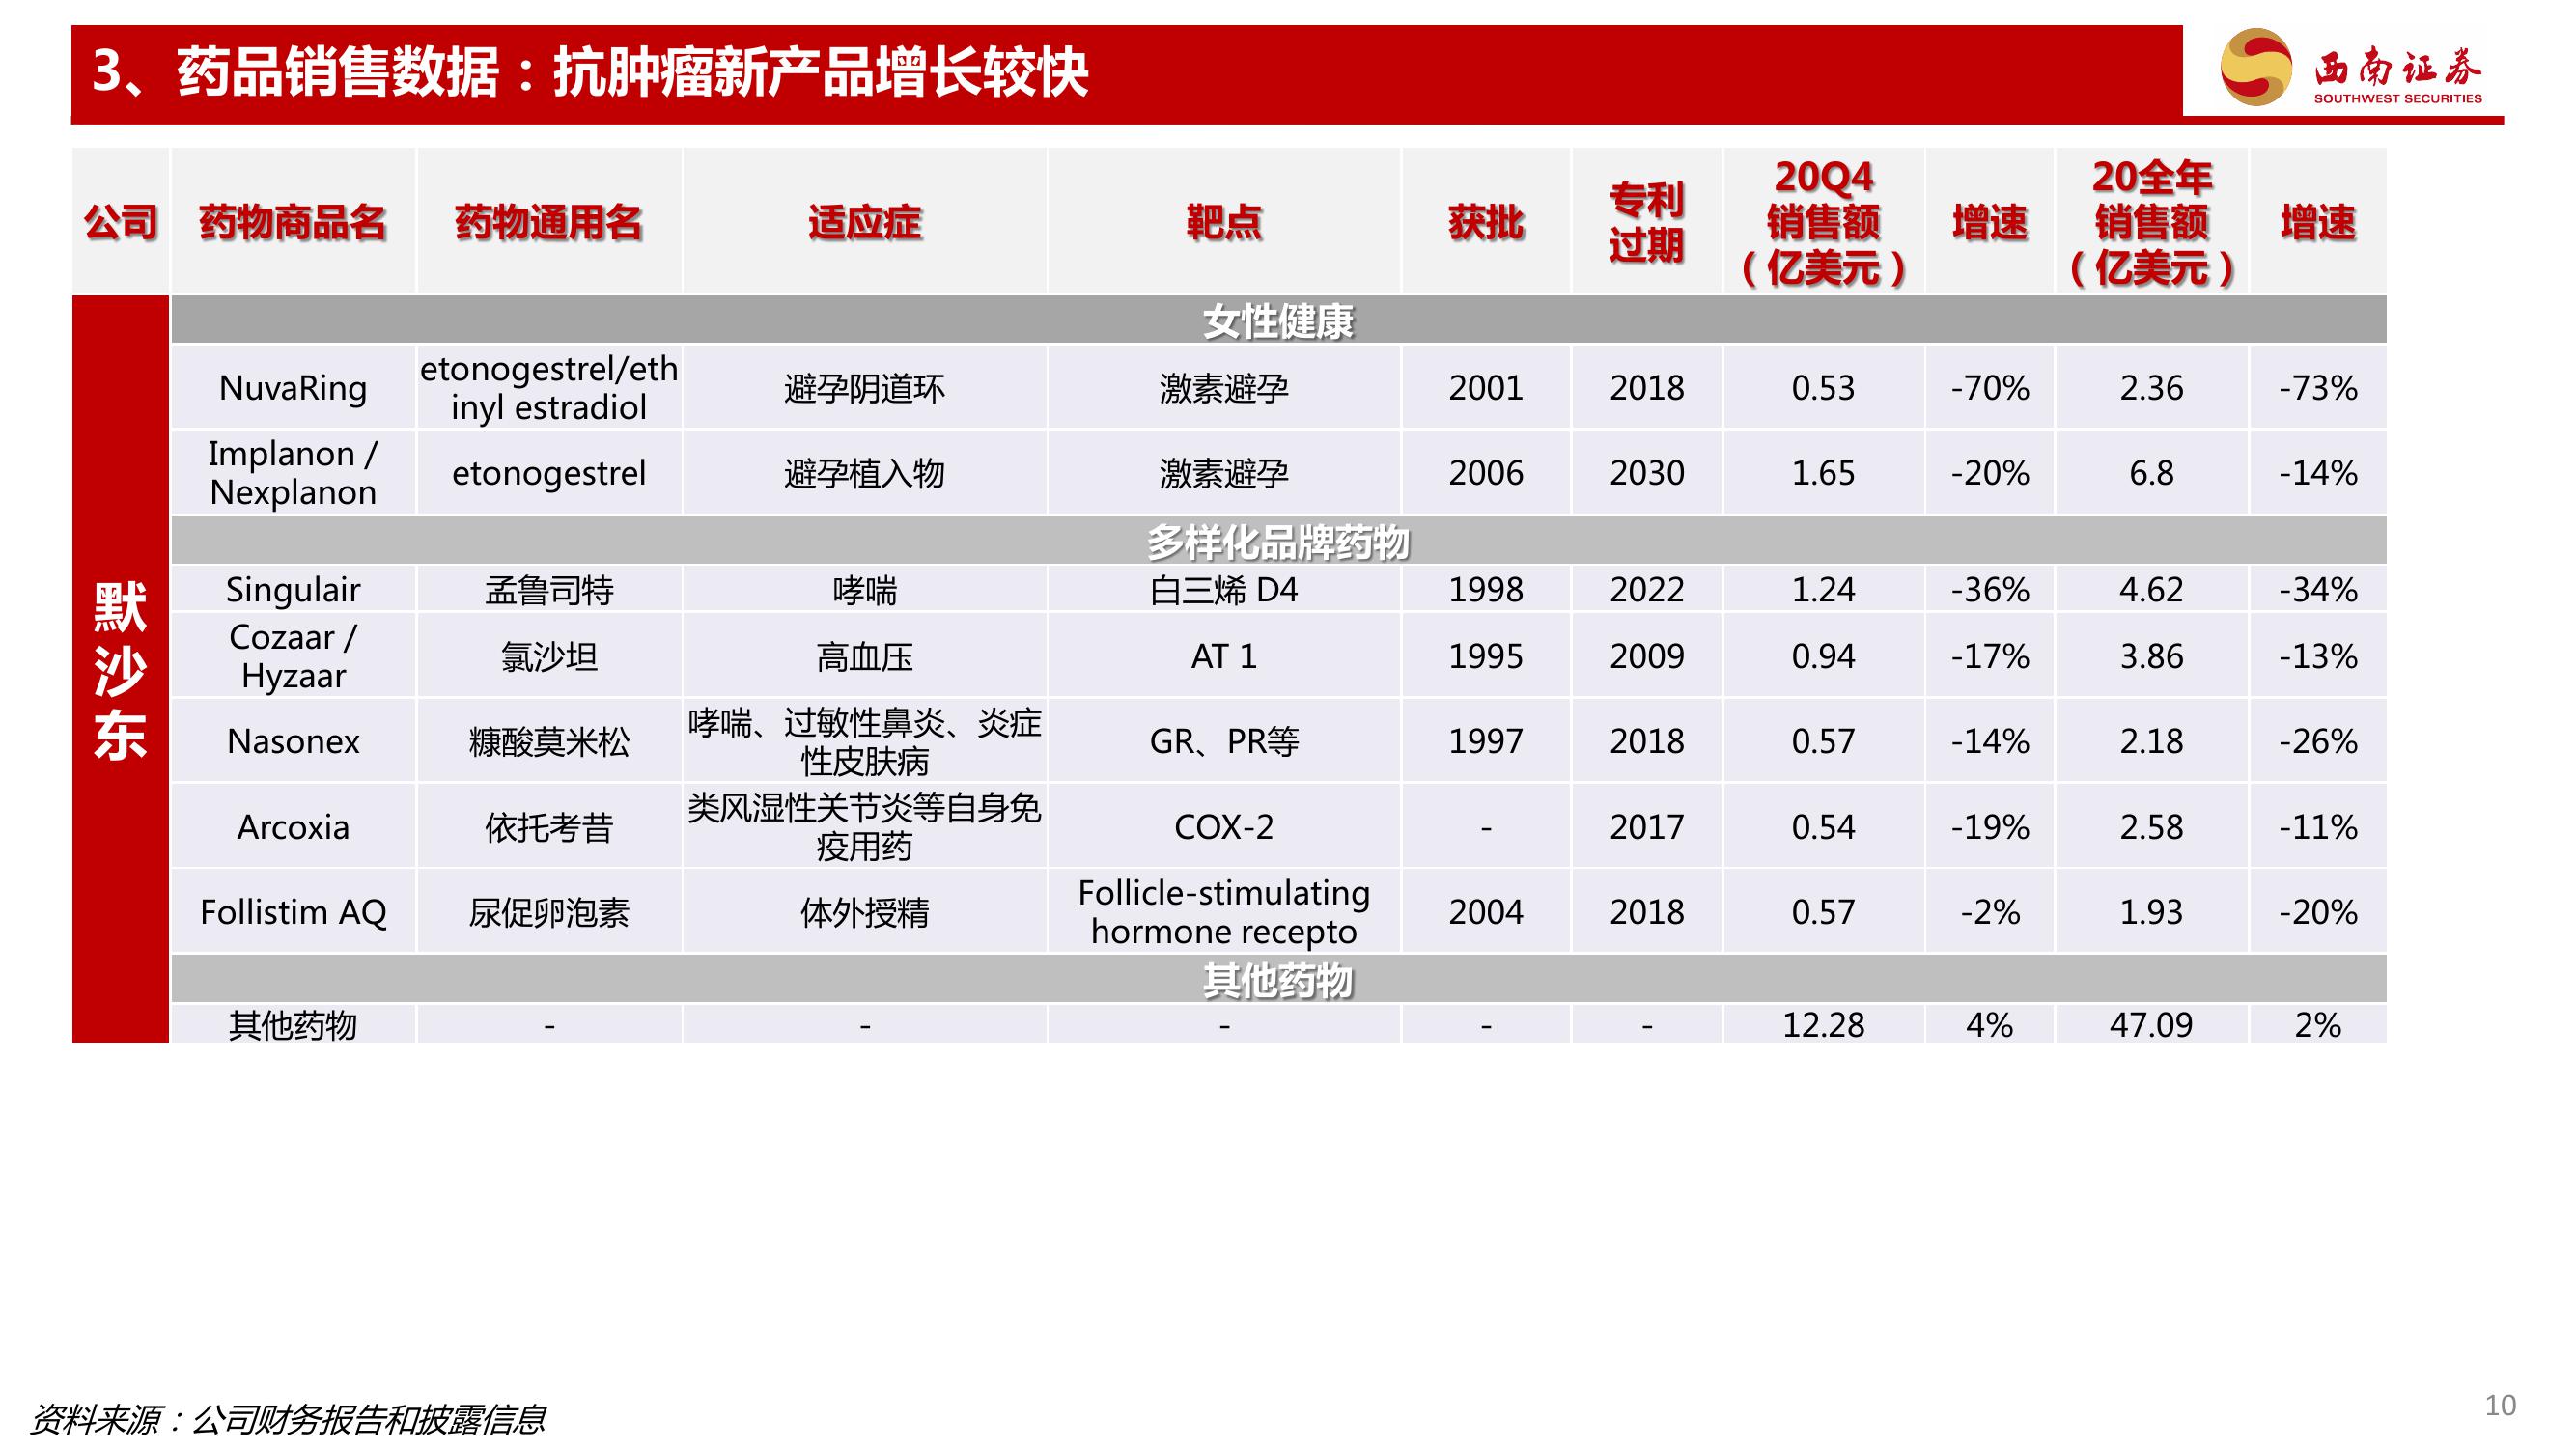 3、药品销售数据：抗肿瘤新产品增长较快
西南证券
SOUTHWEST SECURITIES
公司 药物商品名 药物通用名 适应症 靶点 获批 专利过期 20Q4销售额（亿美元） 增速 20全年销售额（亿美元） 增速
默沙东
女性健康
NuvaRing etonogestrel/ethinyl estradiol 避孕阴道环 激素避孕 2001 2018 0.53 -70% 2.36 -73%
Implanon / Nexplanon etonogestrel 避孕植入物 激素避孕 2006 2030 1.65 -20% 6.8 -14%
多样化品牌药物
Singulair 孟鲁司特 哮喘 白三烯 D4 1998 2022 1.24 -36% 4.62 -34%
Cozaar / Hyzaar 氯沙坦 高血压 AT 1 1995 2009 0.94 -17% 3.86 -13%
Nasonex 糠酸莫米松 哮喘、过敏性鼻炎、炎症性皮肤病 GR、PR等 1997 2018 0.57 -14% 2.18 -26%
Arcoxia 依托考昔 类风湿性关节炎等自身免疫用药 COX-2 - 2017 0.54 -19% 2.58 -11%
Follistim AQ 尿促卵泡素 体外授精 Follicle-stimulating hormone recepto 2004 2018 0.57 -2% 1.93 -20%
其他药物
其他药物 - - - - - 12.28 4% 47.09 2%
资料来源：公司财务报告和披露信息
10